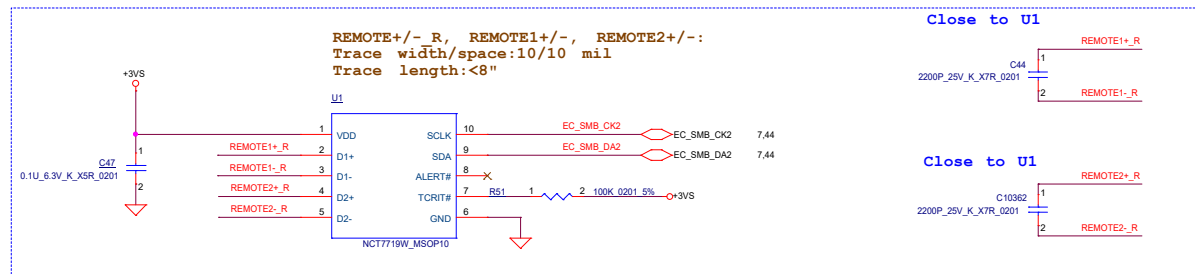 Close to U1
REMOTE+/-_R, REMOTE1+/-, REMOTE2+/-:
Trace width/space:10/10 mil
Trace length:<8"
REMOTE1+_R
1
C44
2200P_25V_K_X7R_0201
2
REMOTE1-_R
+3VS
U1
1 VDD SCLK 10 EC_SMB_CK2 EC_SMB_CK2 7,44
REMOTE1+_R 2 D1+ SDA 9 EC_SMB_DA2 EC_SMB_DA2 7,44
REMOTE1-_R 3 D1- ALERT# 8
REMOTE2+_R 4 D2+ TCRIT# 7 R51 1 2 100K_0201_5% +3VS
REMOTE2-_R 5 D2- GND 6
NCT7719W_MSOP10
1
C47
0.1U_6.3V_K_X5R_0201
2
Close to U1
REMOTE2+_R
1
C10362
2200P_25V_K_X7R_0201
2
REMOTE2-_R